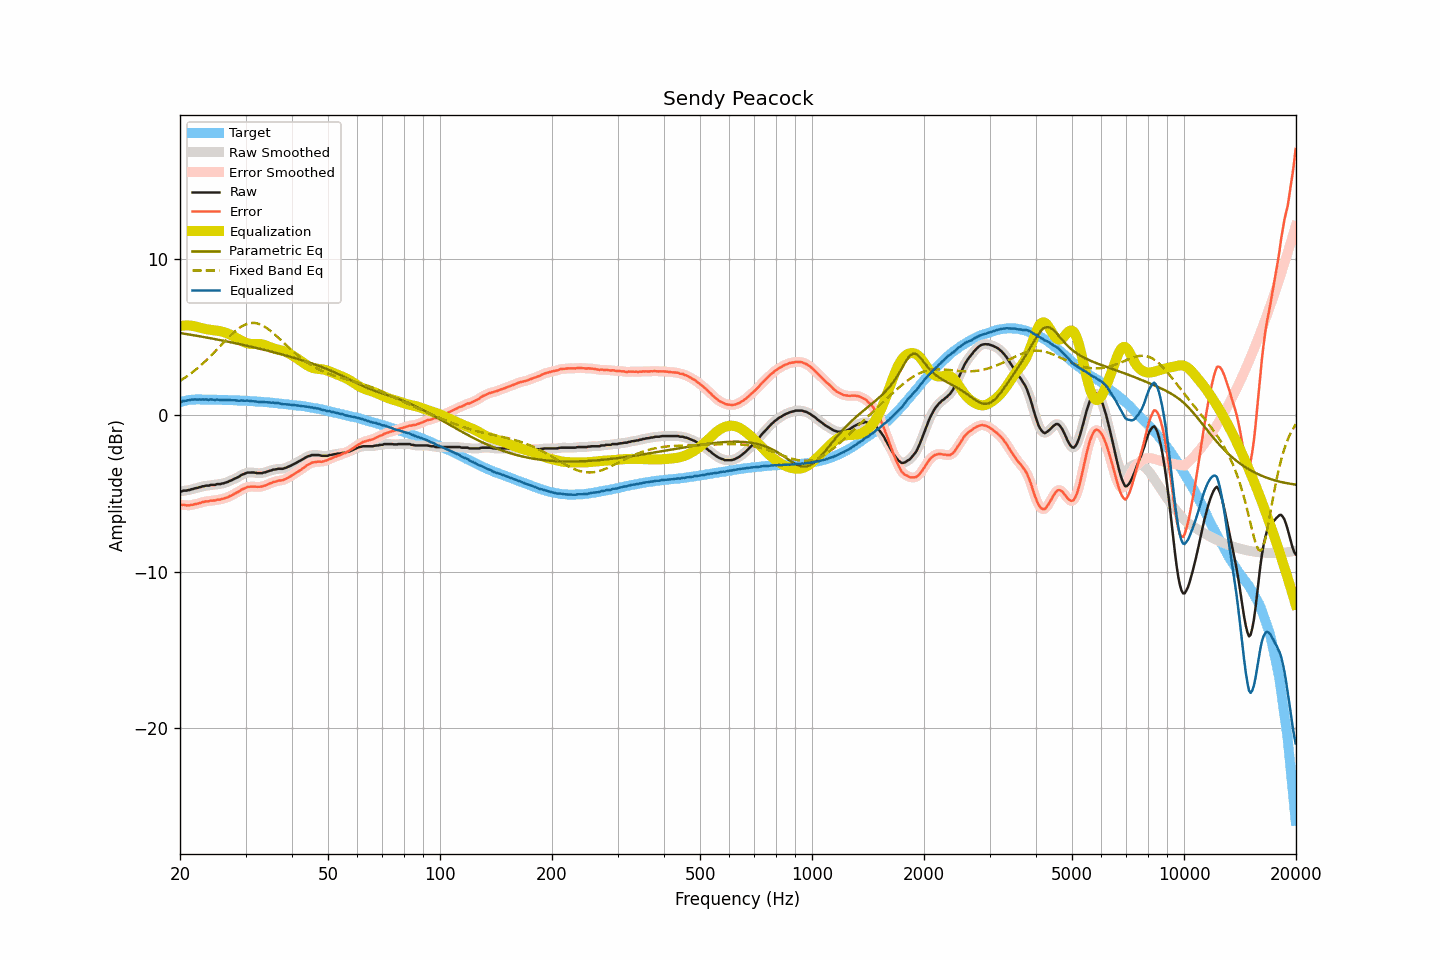 Sendy Peacock
Target
Raw Smoothed
Error Smoothed
Raw
Error
Equalization
Parametric Eq
Fixed Band Eq
Equalized
10
0
−10
−20
Amplitude (dBr)
20 50 100 200 500 1000 2000 5000 10000 20000
Frequency (Hz)